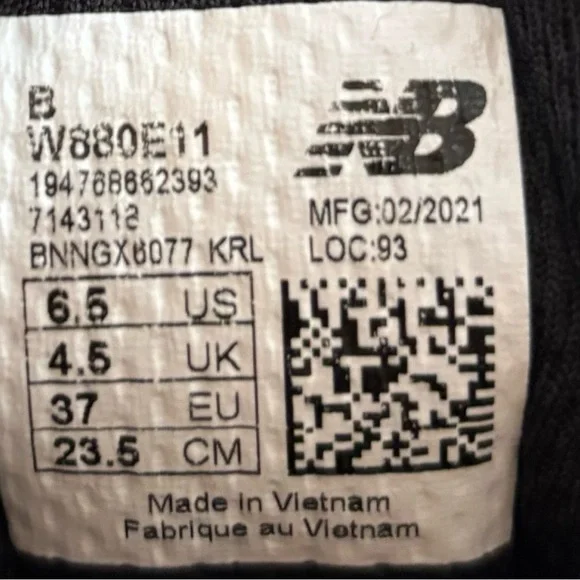 B
W880E11
194768662393
7143112
BNNGX6077 KRL
NB
MFG:02/2021
LOC:93
6.5 US
4.5 UK
37 EU
23.5 CM
Made in Vietnam
Fabrique au Vietnam